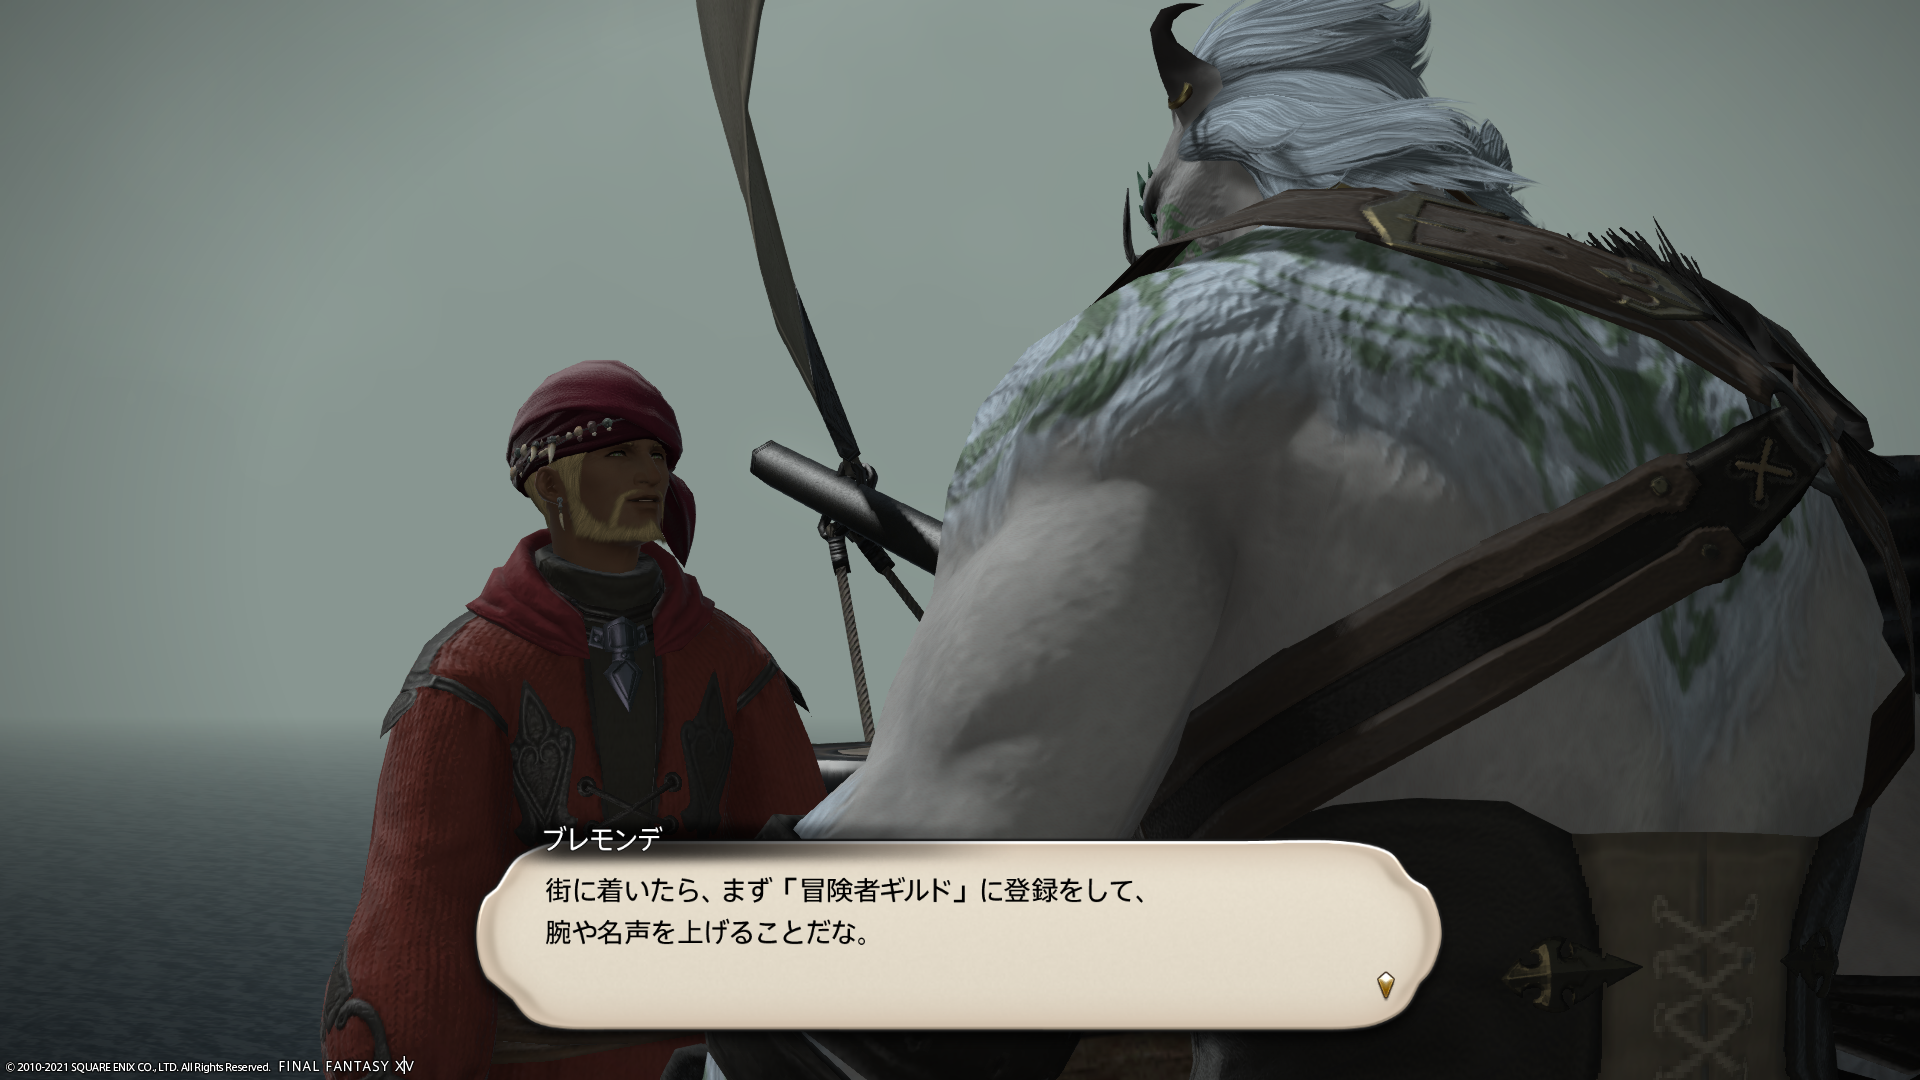 ブレモンデ
街に着いたら、まず「冒険者ギルド」に登録をして、
腕や名声を上げることだな。
© 2010-2021 SQUARE ENIX CO., LTD. All Rights Reserved. FINAL FANTASY XIV